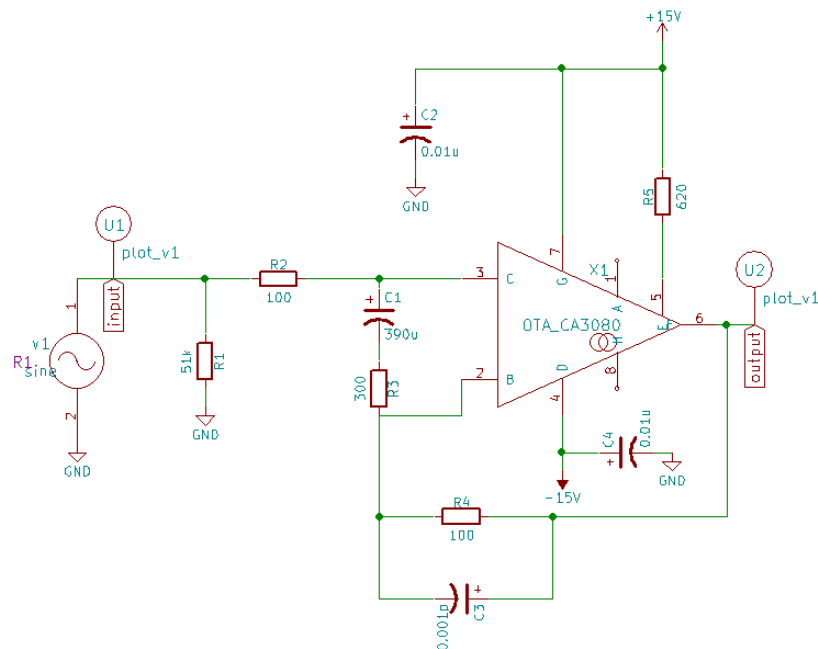 +15V
+
C2
0.01u
GND
R5
620
U1
plot_v1
input
R2
100
1
v1
R1
sine
2
GND
51k
R1
GND
+
C1
390u
300
R3
3
C
2
B
7
G
X1
1
A
OTA_CA3080
5
E
F
6
H
8
D
4
U2
plot_v1
output
C4
0.01u
+
GND
-15V
R4
100
+
0.001p
C3